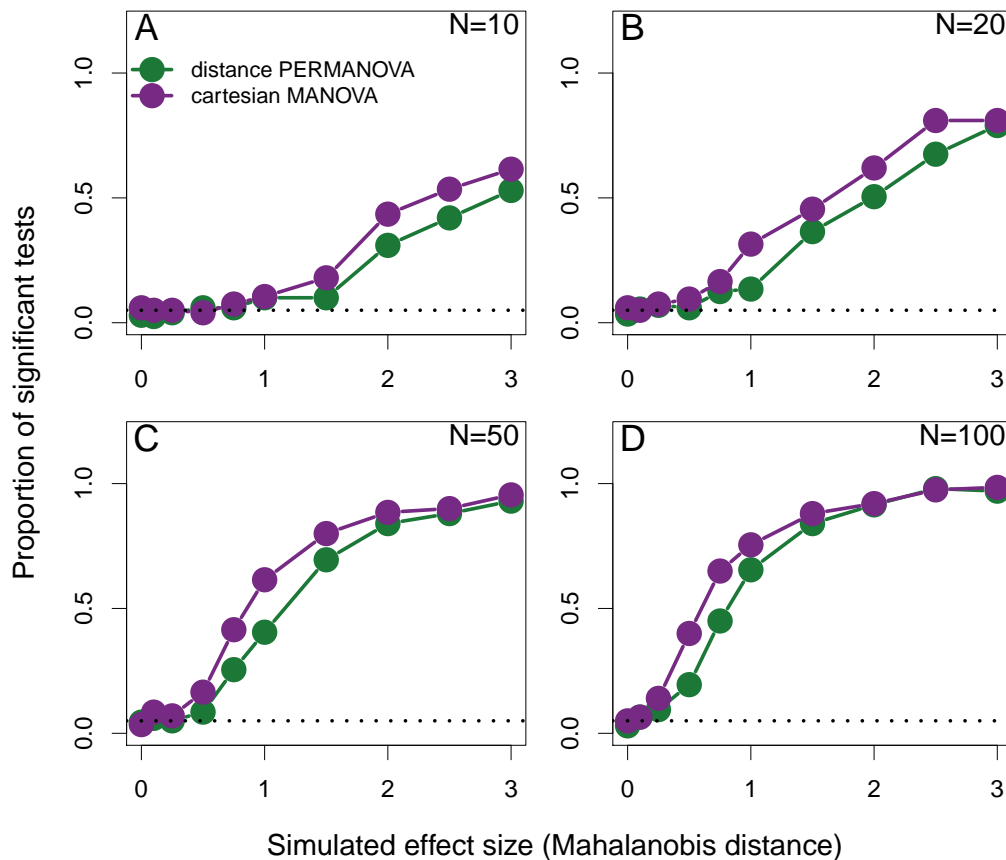 A
N=10
distance PERMANOVA
cartesian MANOVA
1.0
0.5
0.0
0 1 2 3
B
N=20
1.0
0.5
0.0
0 1 2 3
C
N=50
1.0
0.5
0.0
0 1 2 3
D
N=100
1.0
0.5
0.0
0 1 2 3
Proportion of significant tests
Simulated effect size (Mahalanobis distance)